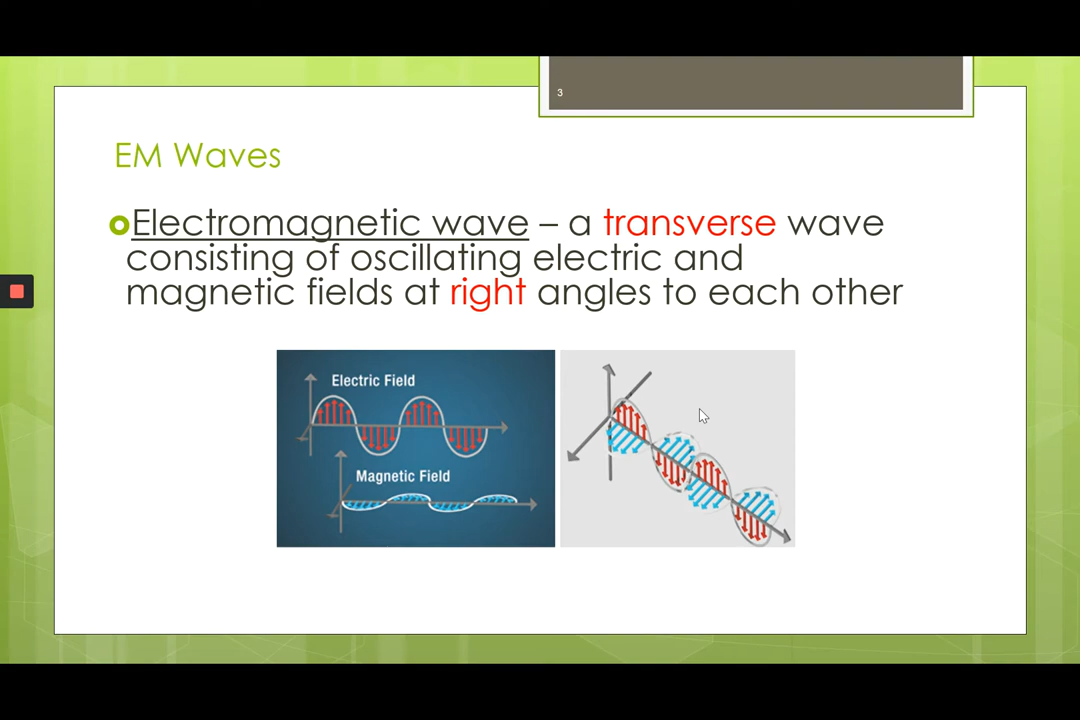 3
EM Waves
Electromagnetic wave – a transverse wave
consisting of oscillating electric and
magnetic fields at right angles to each other
Electric Field
Magnetic Field